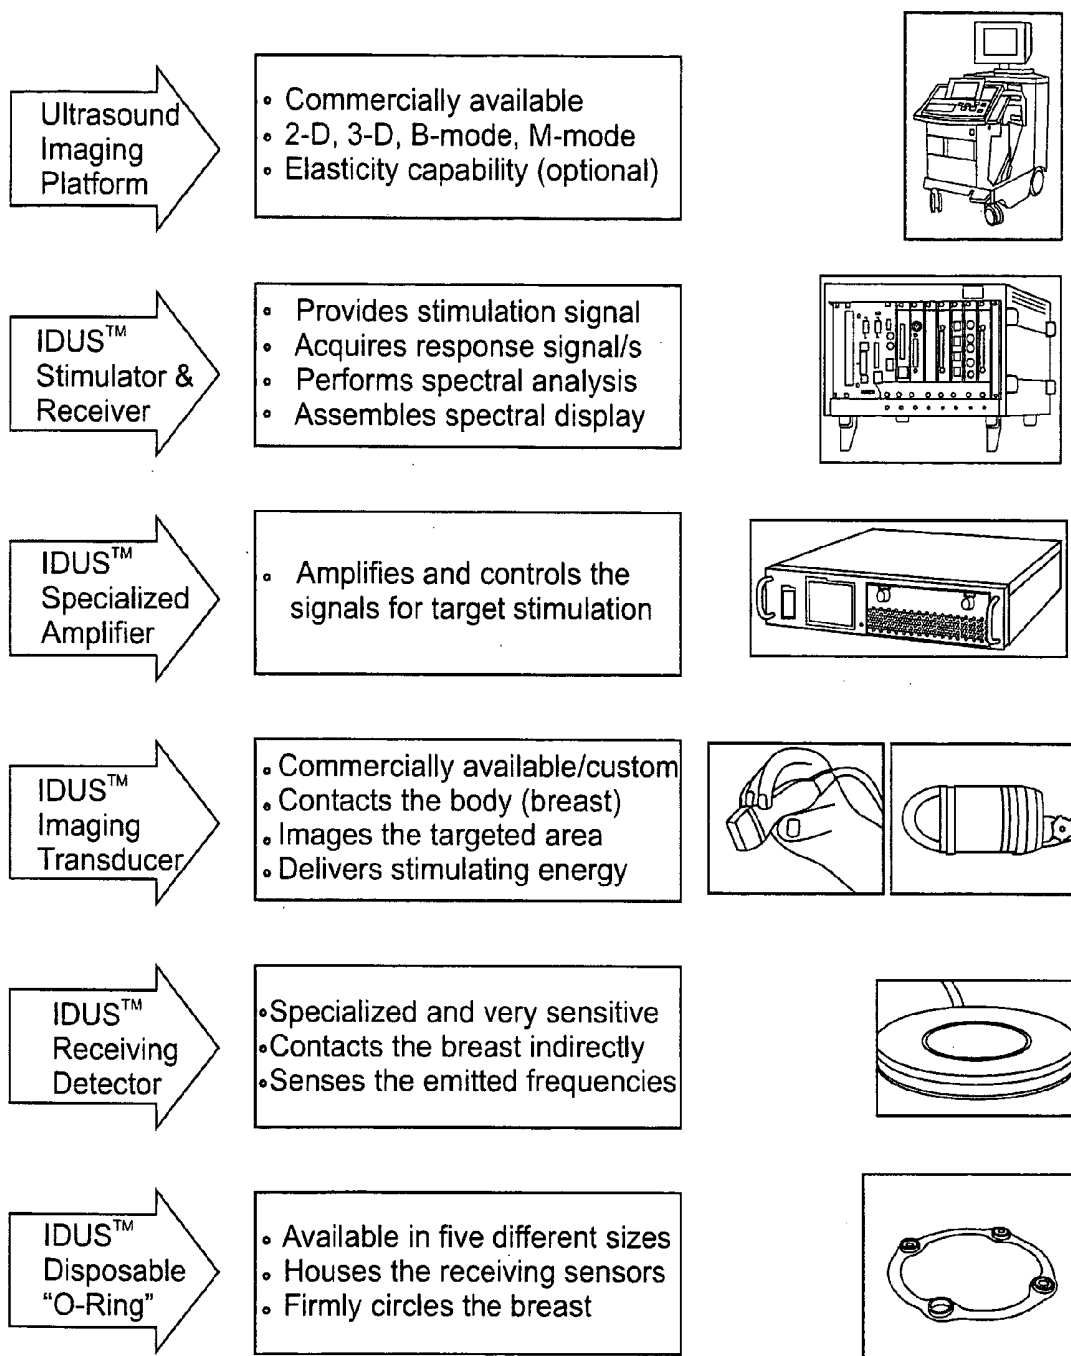 Ultrasound
Imaging
Platform
• Commercially available
• 2-D, 3-D, B-mode, M-mode
• Elasticity capability (optional)
IDUS™
Stimulator &
Receiver
• Provides stimulation signal
• Acquires response signal/s
• Performs spectral analysis
• Assembles spectral display
IDUS™
Specialized
Amplifier
• Amplifies and controls the
signals for target stimulation
IDUS™
Imaging
Transducer
• Commercially available/custom
• Contacts the body (breast)
• Images the targeted area
• Delivers stimulating energy
IDUS™
Receiving
Detector
• Specialized and very sensitive
• Contacts the breast indirectly
• Senses the emitted frequencies
IDUS™
Disposable
“O-Ring”
• Available in five different sizes
• Houses the receiving sensors
• Firmly circles the breast